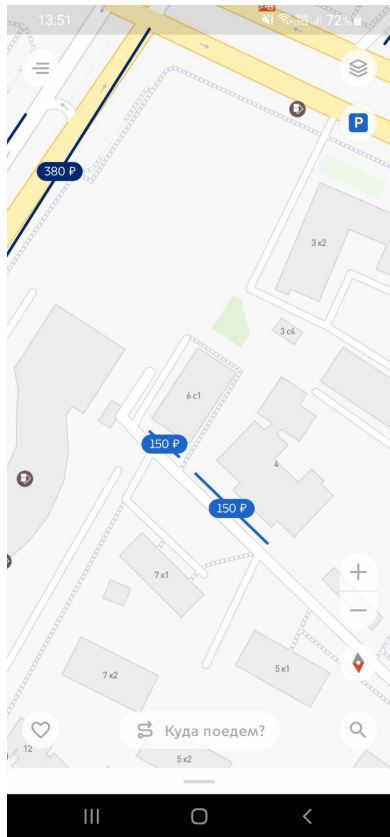 13:51
72%
P
380 ₽
3 к2
3 с4
6 с1
150 ₽
4
150 ₽
7 к1
7 к2
5 к1
Куда поедем?
12
5 к2